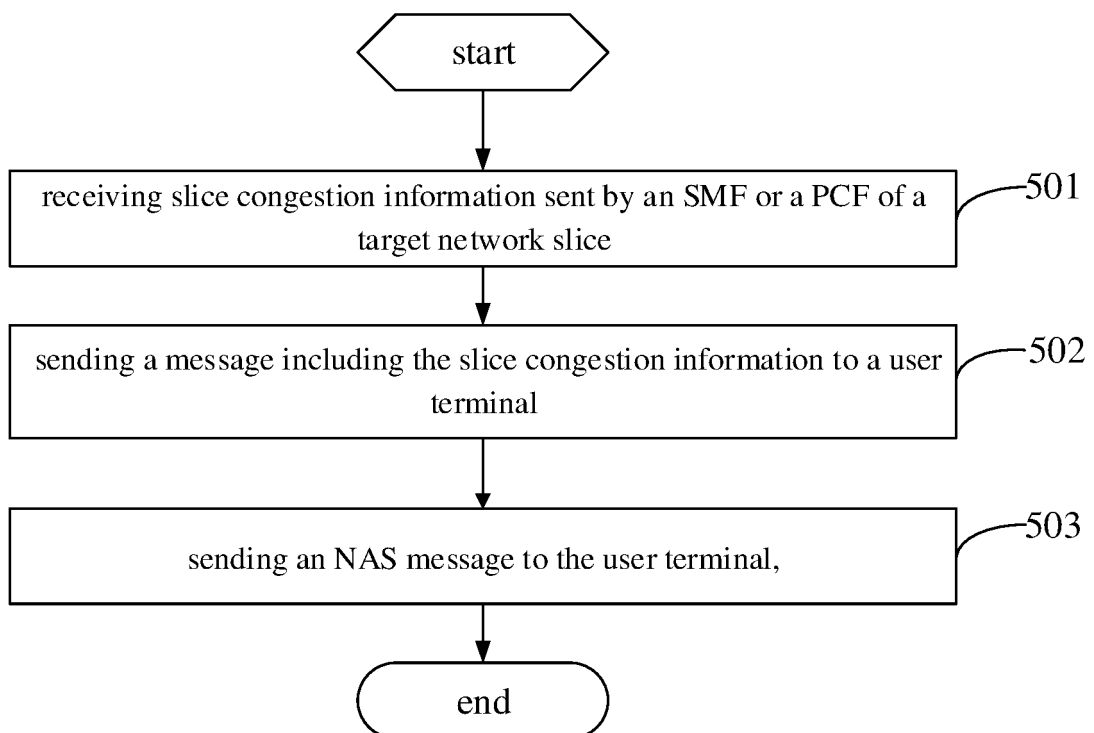 start
receiving slice congestion information sent by an SMF or a PCF of a
target network slice
501
sending a message including the slice congestion information to a user
terminal
502
sending an NAS message to the user terminal,
503
end